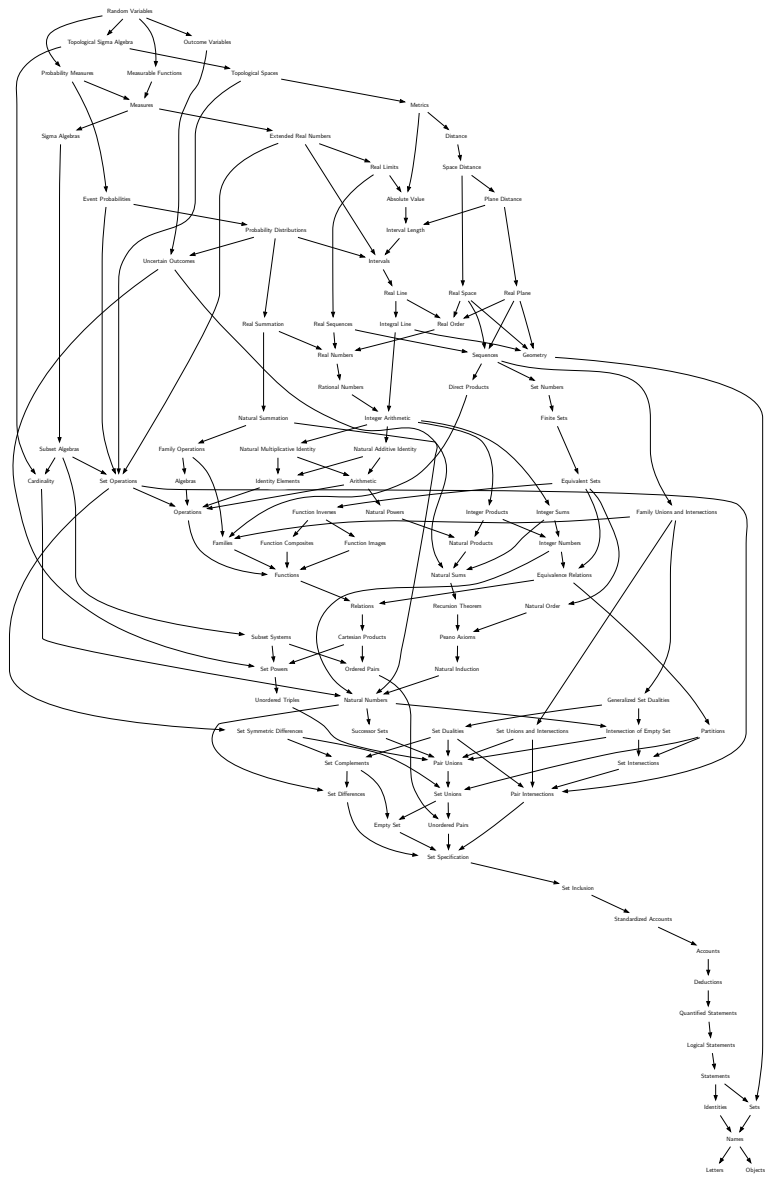 Random Variables
Topological Sigma Algebra
Outcome Variables
Probability Measures
Measurable Functions
Topological Spaces
Measures
Metrics
Sigma Algebras
Extended Real Numbers
Distance
Real Limits
Space Distance
Event Probabilities
Absolute Value
Plane Distance
Probability Distributions
Interval Length
Uncertain Outcomes
Intervals
Real Line
Real Space
Real Plane
Real Summation
Real Sequences
Integral Line
Real Order
Real Numbers
Sequences
Geometry
Rational Numbers
Direct Products
Set Numbers
Natural Summation
Integer Arithmetic
Finite Sets
Subset Algebras
Family Operations
Natural Multiplicative Identity
Natural Additive Identity
Cardinality
Set Operations
Algebras
Identity Elements
Arithmetic
Equivalent Sets
Operations
Function Inverses
Natural Powers
Integer Products
Integer Sums
Family Unions and Intersections
Families
Function Composites
Function Images
Natural Products
Integer Numbers
Functions
Natural Sums
Equivalence Relations
Relations
Recursion Theorem
Natural Order
Subset Systems
Cartesian Products
Peano Axioms
Set Powers
Ordered Pairs
Natural Induction
Unordered Triples
Natural Numbers
Generalized Set Dualities
Set Symmetric Differences
Successor Sets
Set Dualities
Set Unions and Intersections
Intersection of Empty Set
Partitions
Set Complements
Pair Unions
Set Intersections
Set Differences
Set Unions
Pair Intersections
Empty Set
Unordered Pairs
Set Specification
Set Inclusion
Standardized Accounts
Accounts
Deductions
Quantified Statements
Logical Statements
Statements
Identities
Sets
Names
Letters
Objects